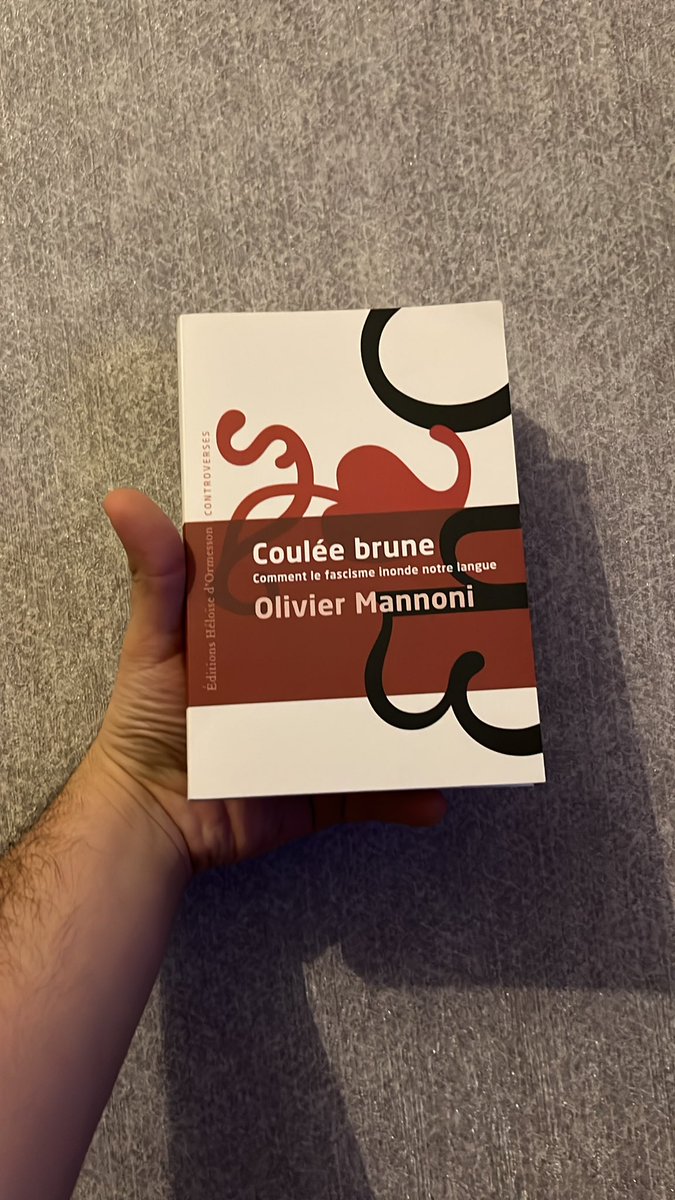 Coulée brune
Comment le fascisme inonde notre langue
Olivier Mannoni
Éditions Héloïse d'Ormesson CONTROVERSES